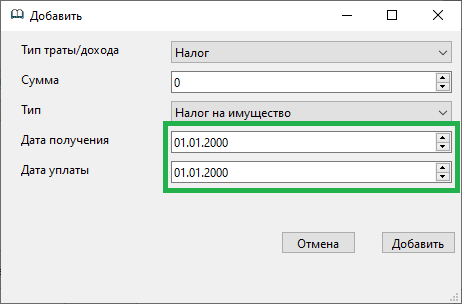 Добавить
Тип траты/дохода Налог
Сумма 0
Тип Налог на имущество
Дата получения 01.01.2000
Дата уплаты 01.01.2000
Отмена Добавить